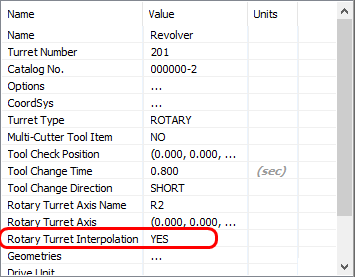 Name Value Units
Name Revolver
Turret Number 201
Catalog No. 000000-2
Options ...
CoordSys ...
Turret Type ROTARY
Multi-Cutter Tool Item NO
Tool Check Position (0.000, 0.000, ...
Tool Change Time 0.800 (sec)
Tool Change Direction SHORT
Rotary Turret Axis Name R2
Rotary Turret Axis (0.000, 0.000, ...
Rotary Turret Interpolation YES
Geometries ...
Drive Unit